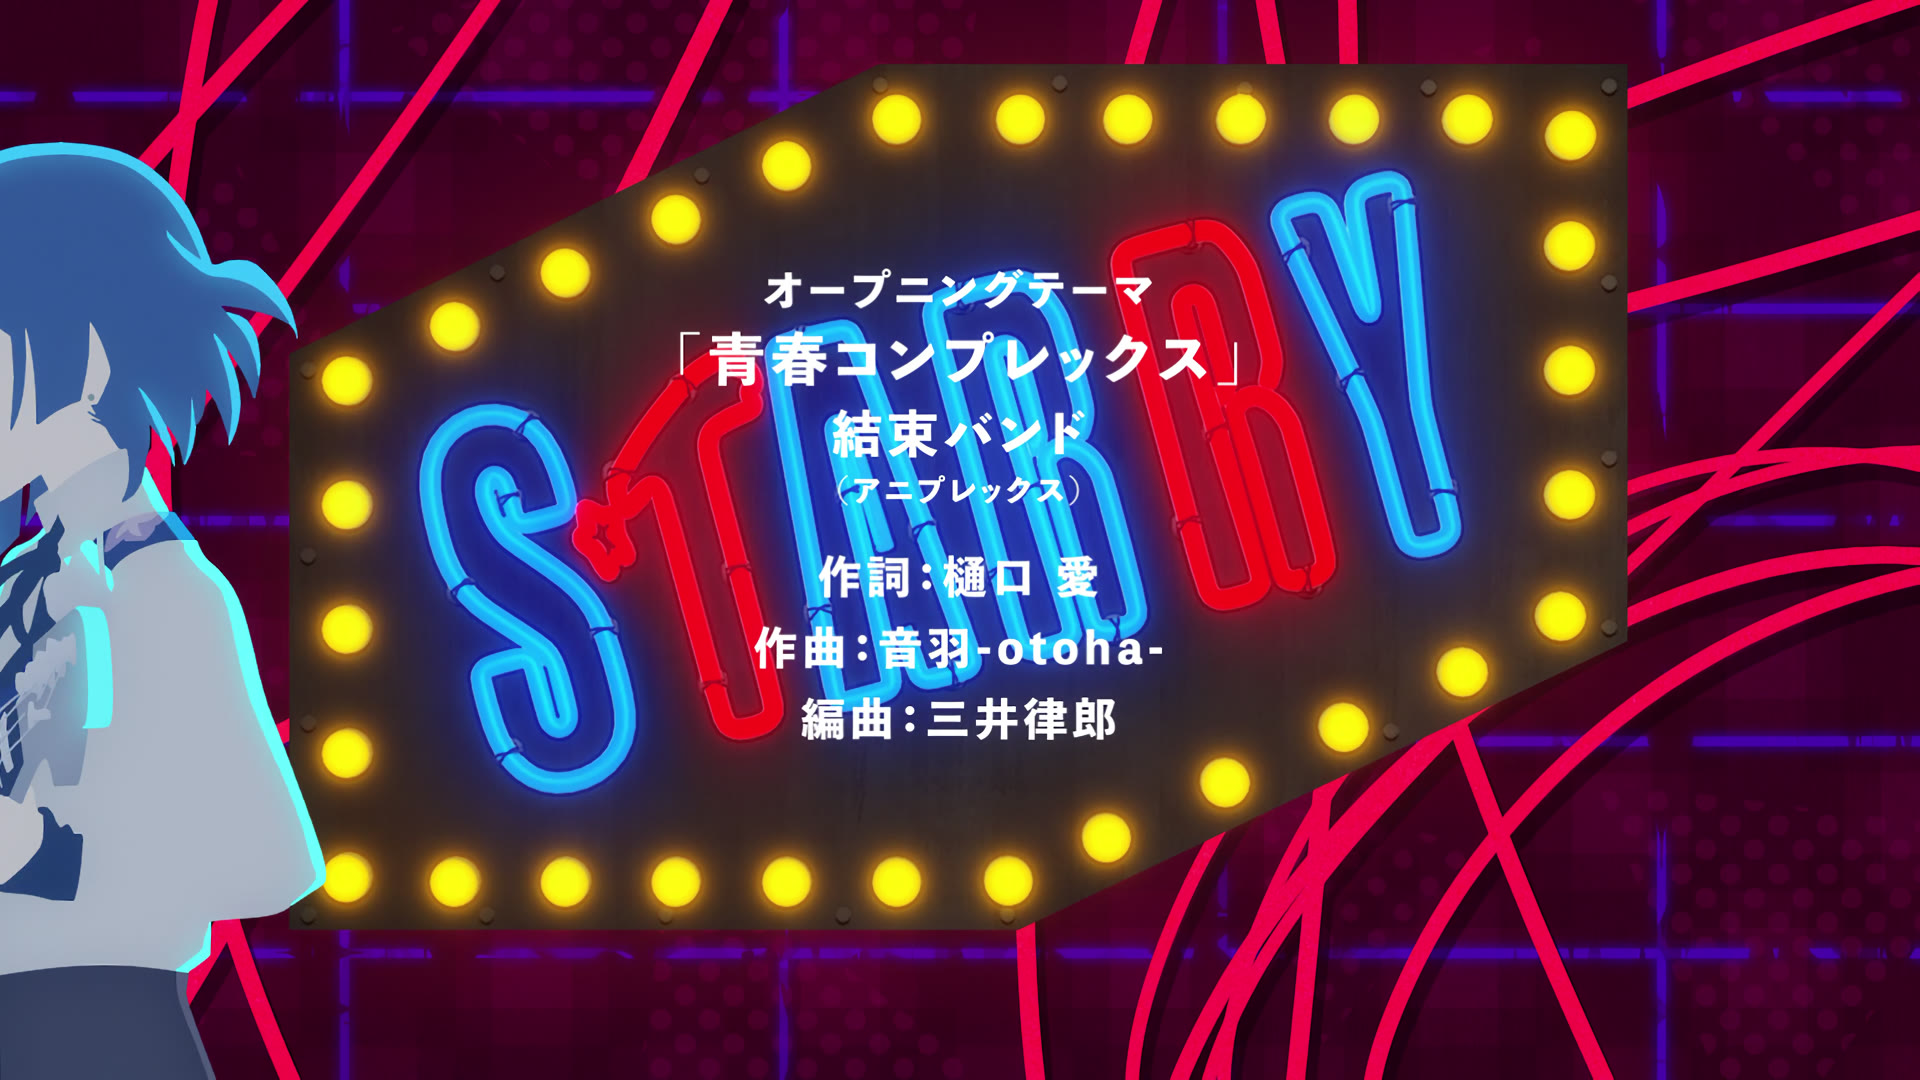 STARRY
オープニングテーマ
「青春コンプレックス」
結束バンド
（アニプレックス）
作詞：樋口 愛
作曲：音羽-otoha-
編曲：三井律郎